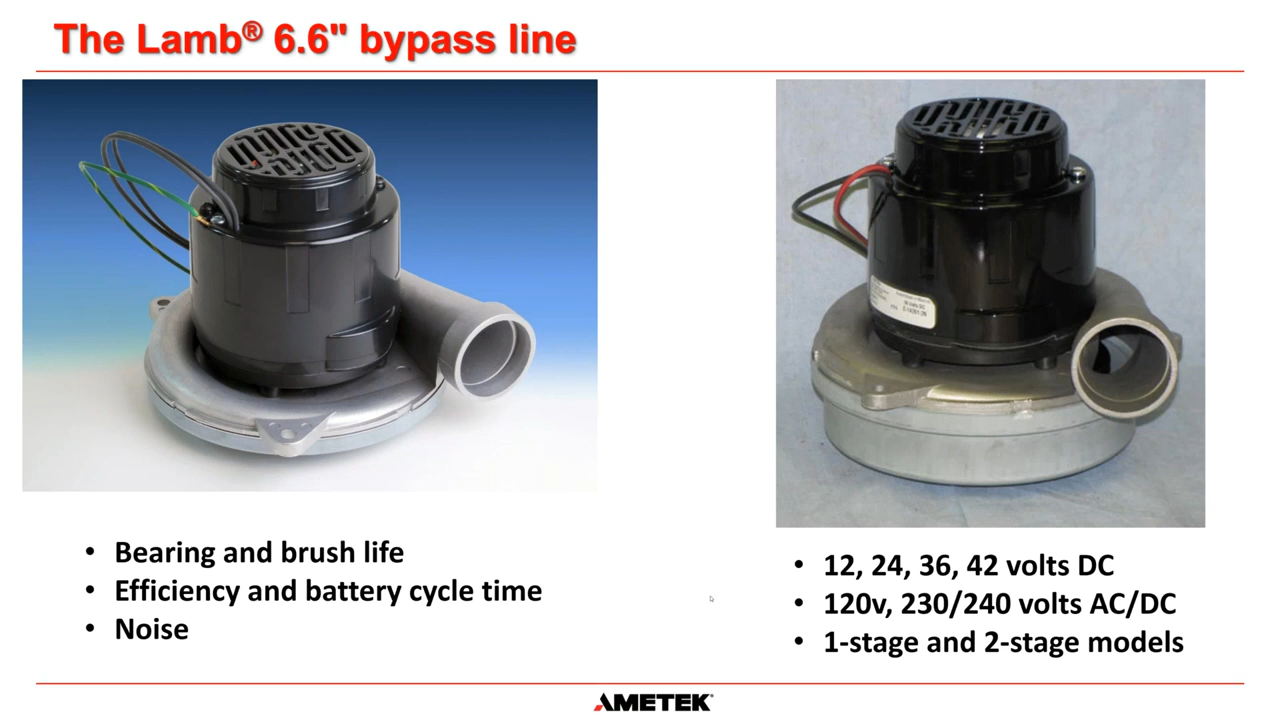 The Lamb® 6.6" bypass line
• Bearing and brush life
• Efficiency and battery cycle time
• Noise
• 12, 24, 36, 42 volts DC
• 120v, 230/240 volts AC/DC
• 1-stage and 2-stage models
AMETEK